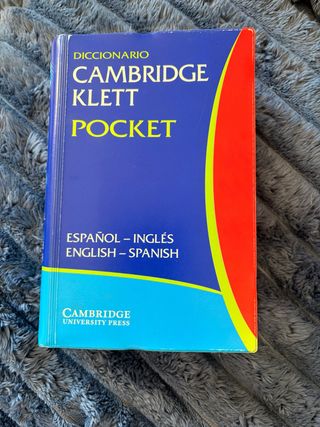 DICCIONARIO
CAMBRIDGE
KLETT
POCKET
ESPAÑOL – INGLÉS
ENGLISH – SPANISH
CAMBRIDGE
UNIVERSITY PRESS